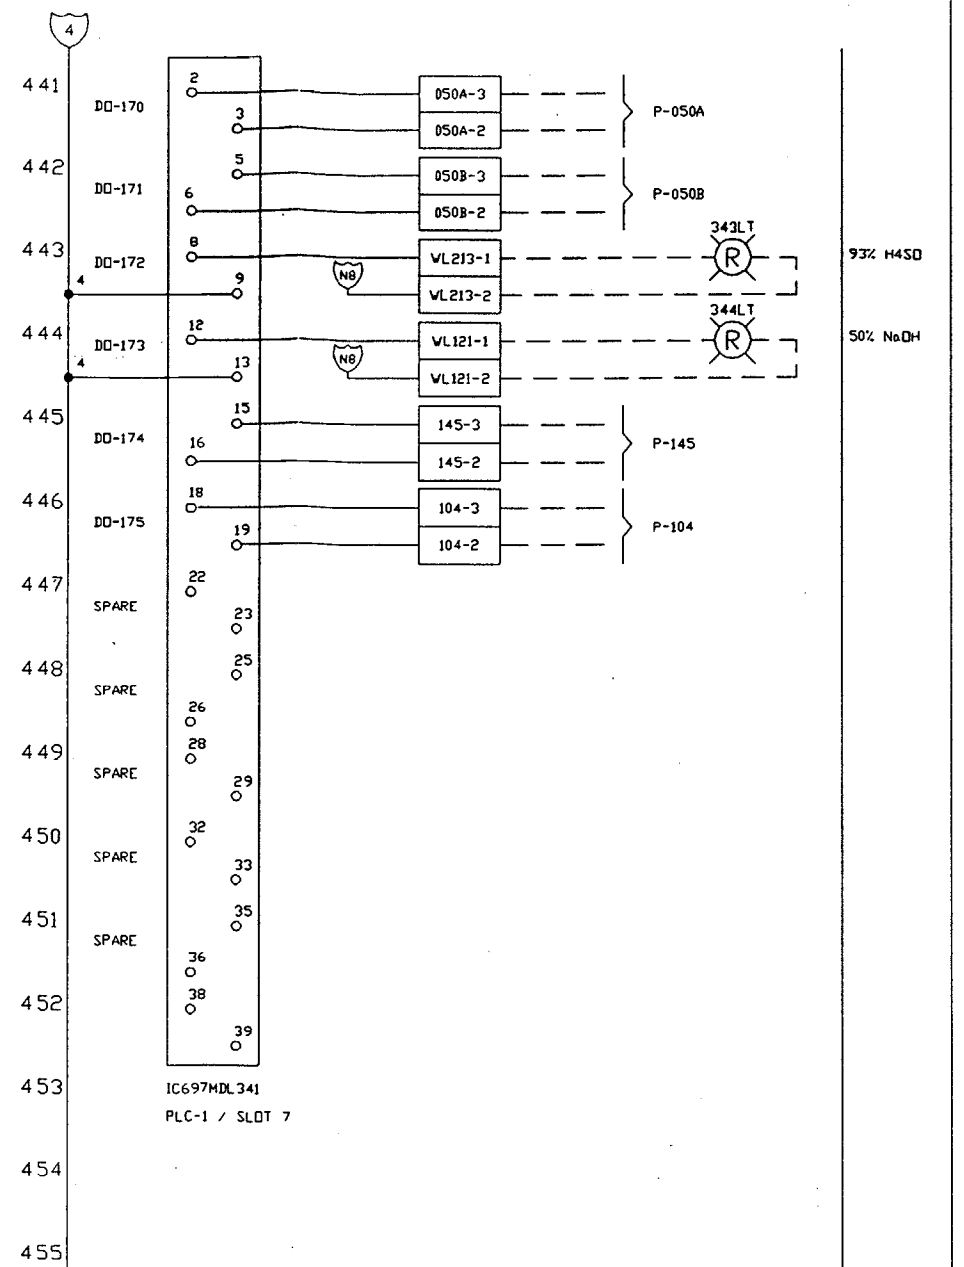 4
441
DO-170
2
050A-3
3
050A-2
P-050A
442
DO-171
5
050B-3
6
050B-2
P-050B
443
DO-172
8
WL213-1
343LT
R
93% H4SO
4
9
N8
WL213-2
444
DO-173
12
WL121-1
344LT
R
50% NaOH
4
13
N8
WL121-2
445
DO-174
15
145-3
16
145-2
P-145
446
DO-175
18
104-3
19
104-2
P-104
447
SPARE
22
23
448
SPARE
25
26
449
SPARE
28
29
450
SPARE
32
33
451
SPARE
35
36
452
38
39
453
IC697MDL341
PLC-1 / SLOT 7
454
455